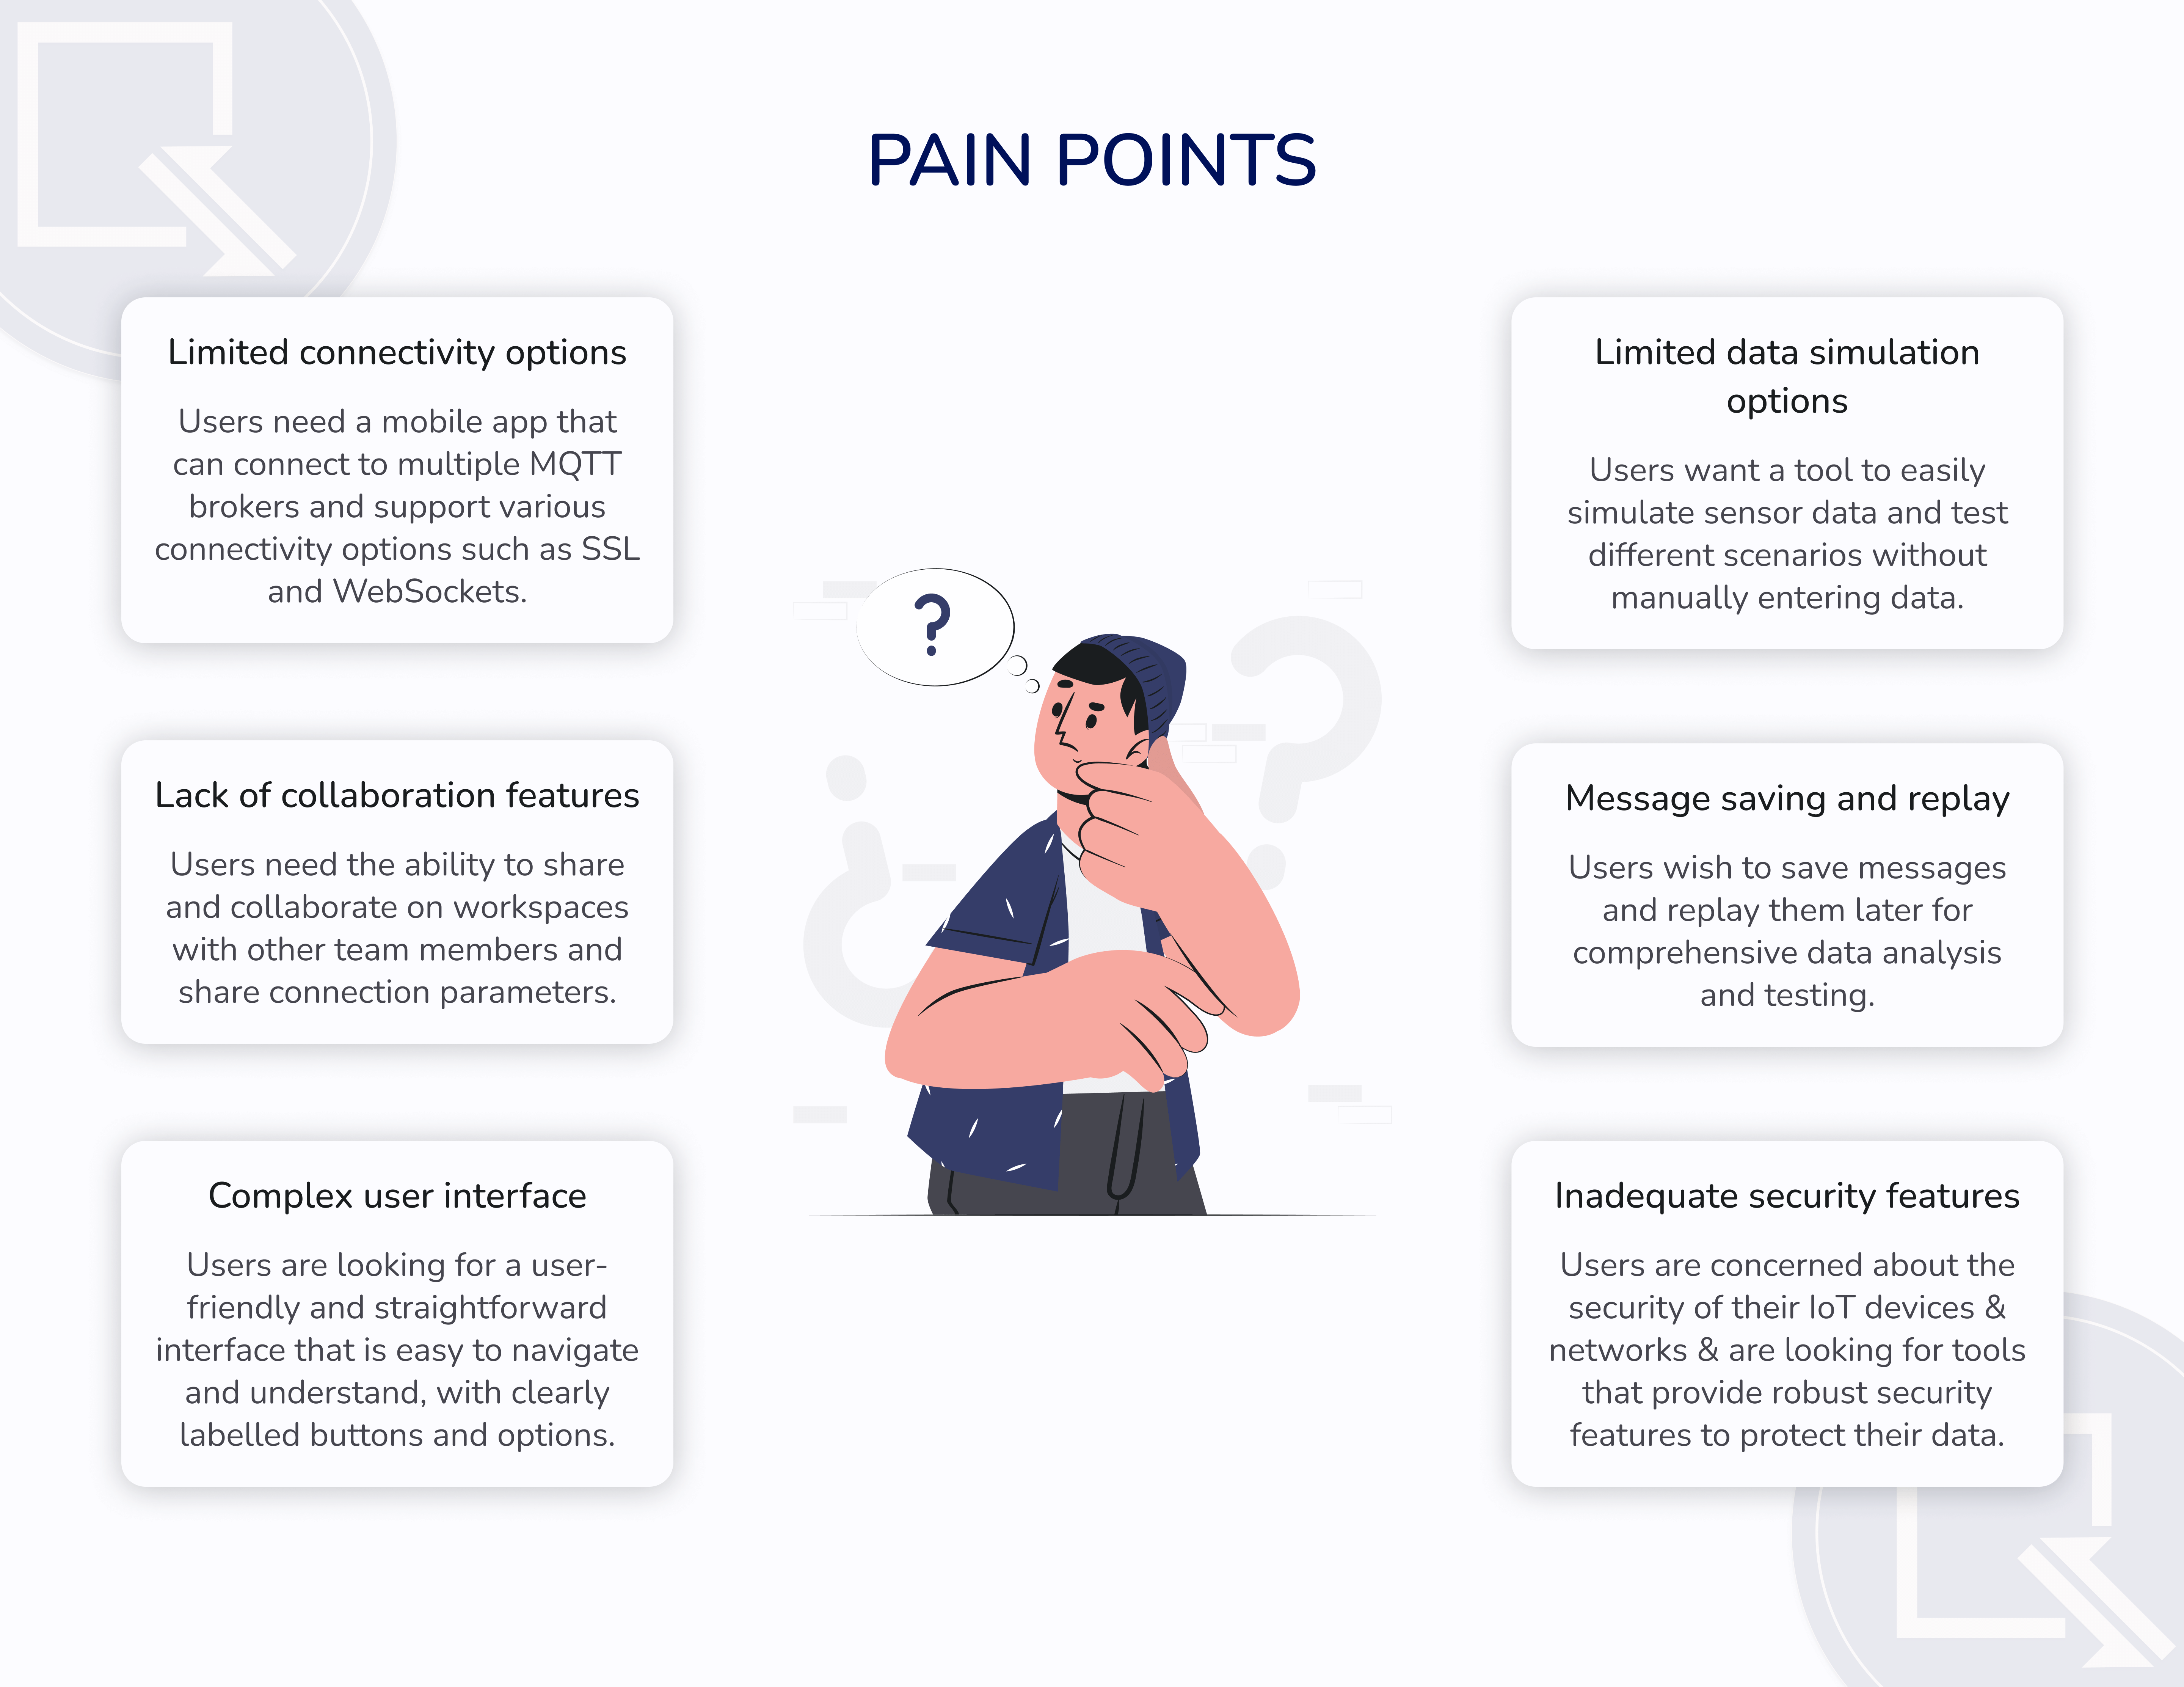 PAIN POINTS
Limited connectivity options
Users need a mobile app that
can connect to multiple MQTT
brokers and support various
connectivity options such as SSL
and WebSockets.
Lack of collaboration features
Users need the ability to share
and collaborate on workspaces
with other team members and
share connection parameters.
Complex user interface
Users are looking for a user-
friendly and straightforward
interface that is easy to navigate
and understand, with clearly
labelled buttons and options.
?
Limited data simulation
options
Users want a tool to easily
simulate sensor data and test
different scenarios without
manually entering data.
Message saving and replay
Users wish to save messages
and replay them later for
comprehensive data analysis
and testing.
Inadequate security features
Users are concerned about the
security of their IoT devices &
networks & are looking for tools
that provide robust security
features to protect their data.